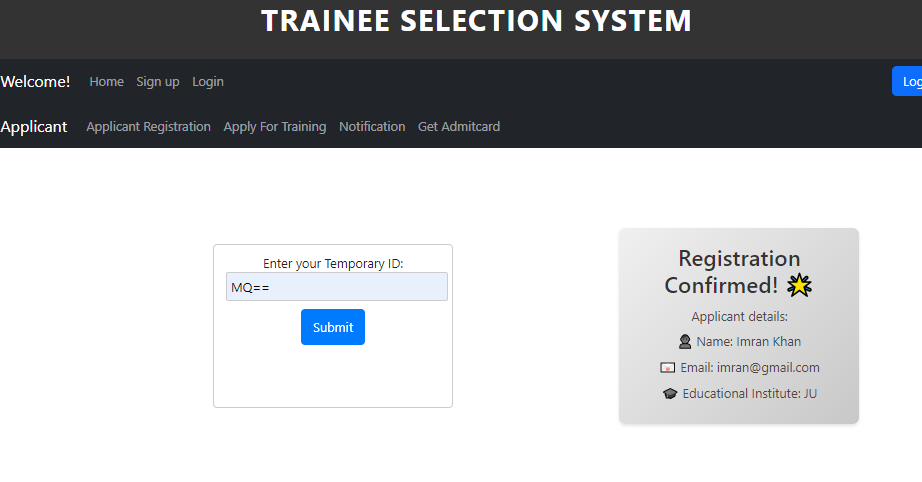 TRAINEE SELECTION SYSTEM
Welcome! Home Sign up Login Log
Applicant Applicant Registration Apply For Training Notification Get Admitcard
Enter your Temporary ID:
MQ==
Submit
Registration
Confirmed!
Applicant details:
Name: Imran Khan
Email: imran@gmail.com
Educational Institute: JU